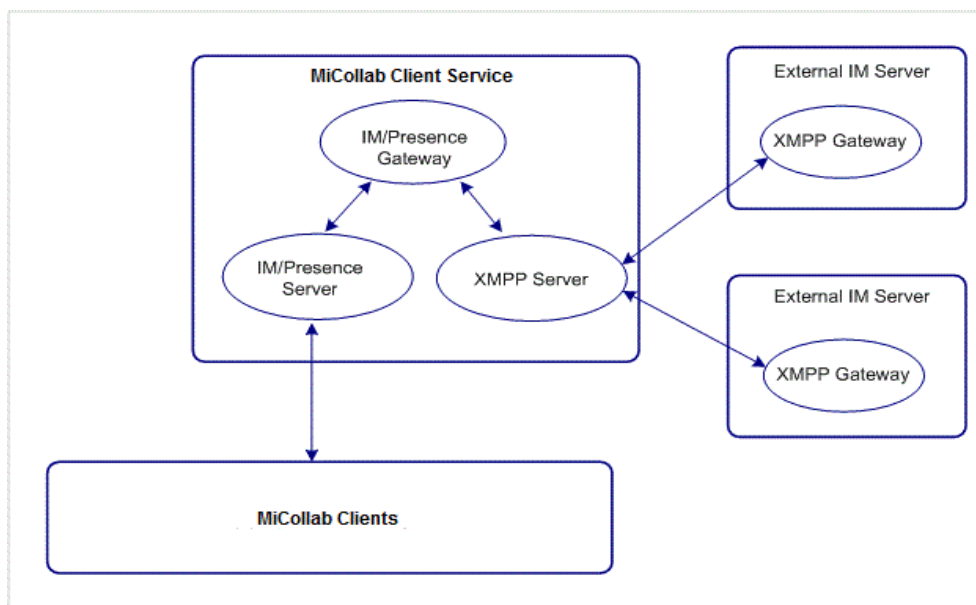 MiCollab Client Service
IM/Presence
Gateway
IM/Presence
Server
XMPP Server
External IM Server
XMPP Gateway
External IM Server
XMPP Gateway
MiCollab Clients